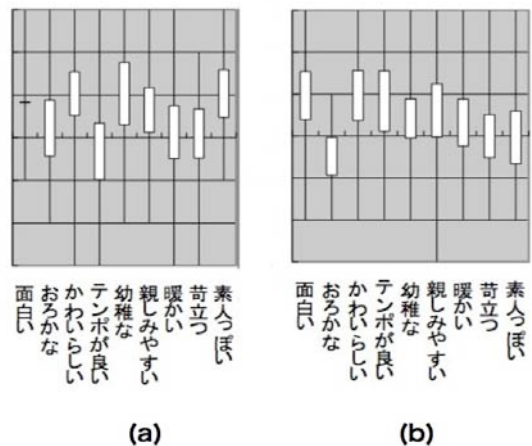 面白い
おろかな
かわいらしい
テンポが良い
幼稚な
親しみやすい
暖かい
苛立つ
素人っぽい
面白い
おろかな
かわいらしい
テンポが良い
幼稚な
親しみやすい
暖かい
苛立つ
素人っぽい
(a)
(b)